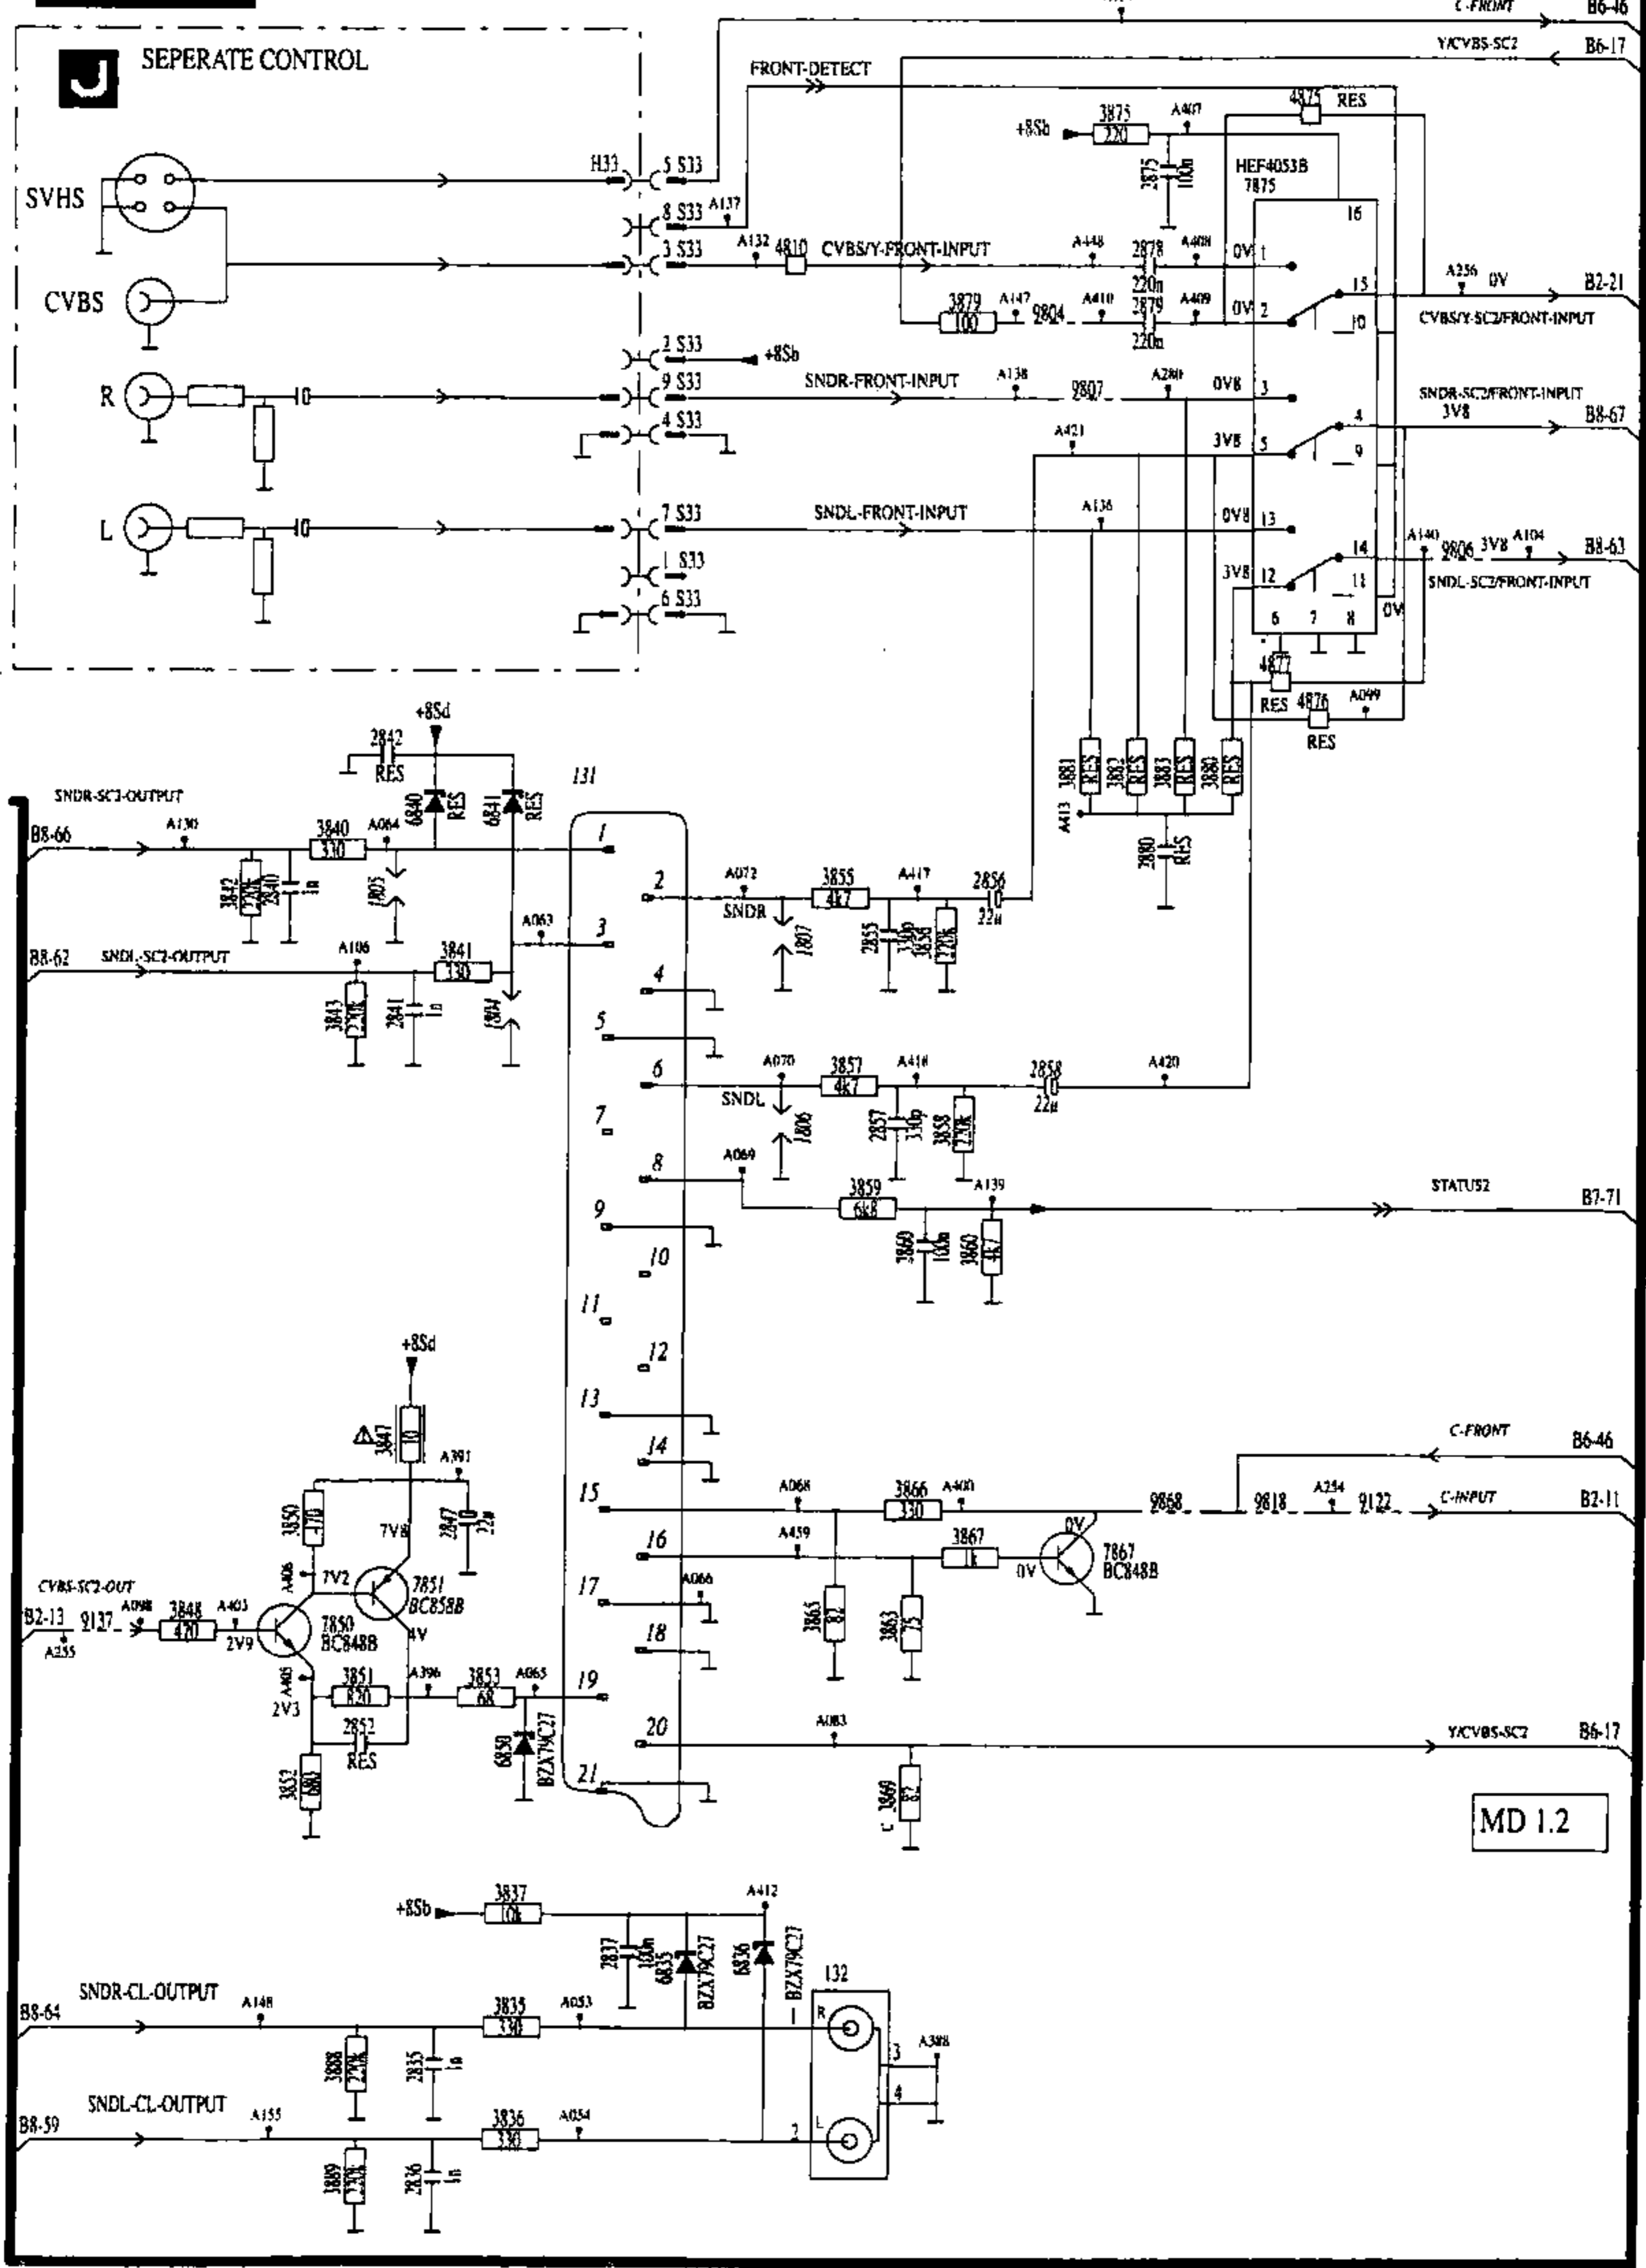 C-FRONT B6-46
Y/CVBS-SC2 B6-17
J SEPERATE CONTROL
FRONT-DETECT
4875 RES
+8Sb 3875 220 A407
2875 100n
HEF4053B
7875
SVHS
H33 5 S33
8 S33 A137
3 S33 A132 4810 CVBS/Y-FRONT-INPUT A448 2878 220n A408 0V 1
16
15 A256 0V B2-21
CVBS/Y-SC2/FRONT-INPUT
CVBS
3879 100 A147 9804 A410 2879 220n A409 0V 2
10
2 S33 +8Sb
R
9 S33 SNDR-FRONT-INPUT A138 9807 A280 0V8 3
SNDR-SC2/FRONT-INPUT
4 3V8 B8-67
4 S33
A421 3V8 5 9
L
7 S33 SNDL-FRONT-INPUT A136 0V8 13
14 A140 9806 3V8 A104 B8-63
SNDL-SC2/FRONT-INPUT
1 S33
3V8 12 11
6 S33
0V
6 7 8
4877 RES
4876 RES A099
+8Sd
2842 RES
6840 RES
6841 RES
131
3881 RES
3882 RES
3883 RES
3880 RES
A413
2880 RES
B8-66 A130 3840 330 A064
1
3842 220k
2840 1n
1805
2 A072 SNDR 3855 4k7 A417 2856 22u
1807
2855 330p
3856 220k
A063 3
B8-62 SNDL-SC2-OUTPUT A106 3841 330
3843 220k
2841 1n
1804
4
5
6 A070 SNDL 3857 4k7 A418 2858 22u A420
1806
2857 330p
3858 220k
7
8 A069 3859 6k8 A139 STATUS2 B7-71
100n
3860 4k7
9
10
11
12
+8Sd
3847 10
13
14
C-FRONT B6-46
A391
3850 470
7V8
2847 22u
15 A068 3866 330 A400 9868 9818 A254 9122 C-INPUT B2-11
16 A459 3867 1k 0V 0V 7867 BC848B
3865 82
3863 75
A406 7V2 7851 BC858B
17 A066
CVBS-SC2-OUT
B2-13 9137 A098 3848 470 A403 2V9 7850 BC848B 4V
A255
18
A405 2V3 3851 820 A396 3853 68 A065 19
2852 RES
3852 680
6850 BZX79C27
20 A083 Y/CVBS-SC2 B6-17
21
3869 82
MD 1.2
+8Sb 3837 10k A412
2837 100n
6835 BZX79C27
6836 BZX79C27
132
SNDR-CL-OUTPUT
B8-64 A148 3835 330 A053 1 R
3888 220k
2835 1n
3 A388
4
SNDL-CL-OUTPUT
B8-59 A155 3836 330 A054 2 L
3889 220k
2836 1n